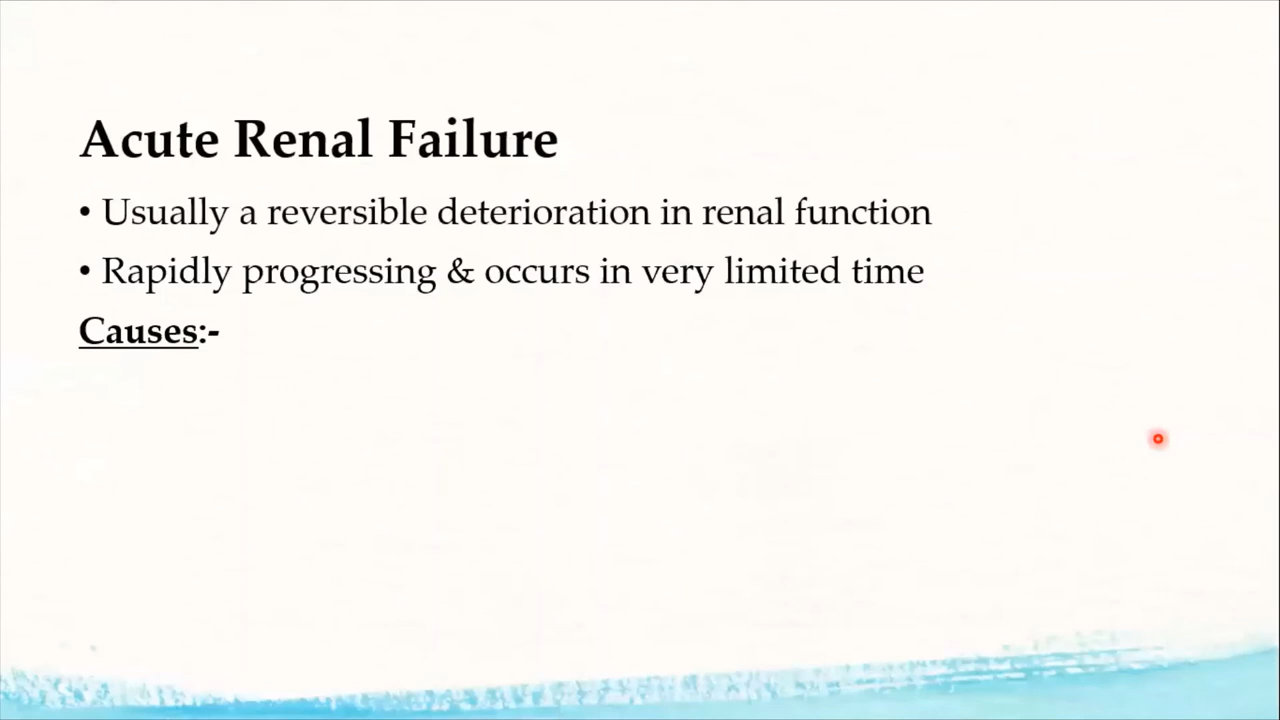 Acute Renal Failure
• Usually a reversible deterioration in renal function
• Rapidly progressing & occurs in very limited time
Causes:-